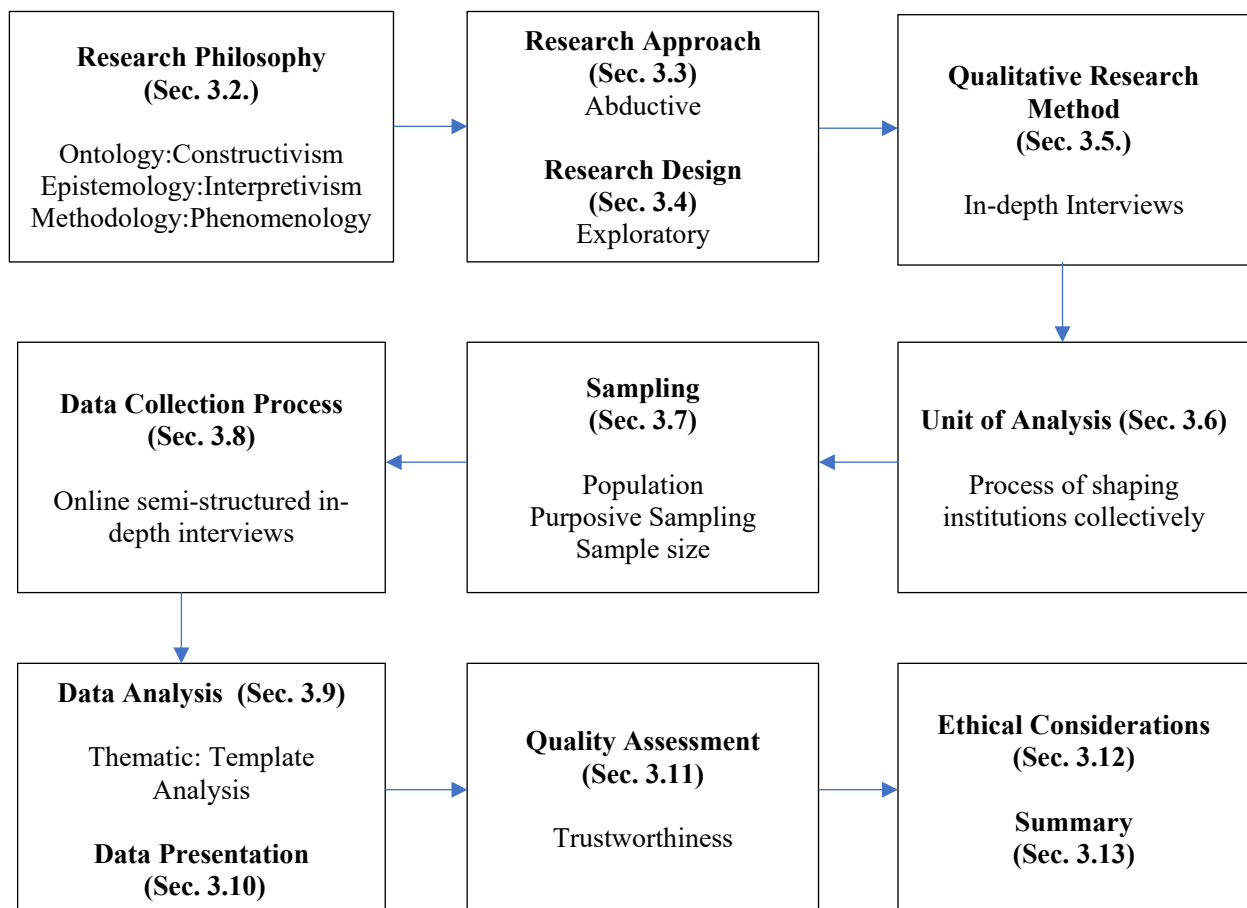 Research Philosophy
(Sec. 3.2.)
Ontology:Constructivism
Epistemology:Interpretivism
Methodology:Phenomenology
Research Approach
(Sec. 3.3)
Abductive
Research Design
(Sec. 3.4)
Exploratory
Qualitative Research
Method
(Sec. 3.5.)
In-depth Interviews
Unit of Analysis (Sec. 3.6)
Process of shaping
institutions collectively
Sampling
(Sec. 3.7)
Population
Purposive Sampling
Sample size
Data Collection Process
(Sec. 3.8)
Online semi-structured in-
depth interviews
Data Analysis  (Sec. 3.9)
Thematic: Template
Analysis
Data Presentation
(Sec. 3.10)
Quality Assessment
(Sec. 3.11)
Trustworthiness
Ethical Considerations
(Sec. 3.12)
Summary
(Sec. 3.13)